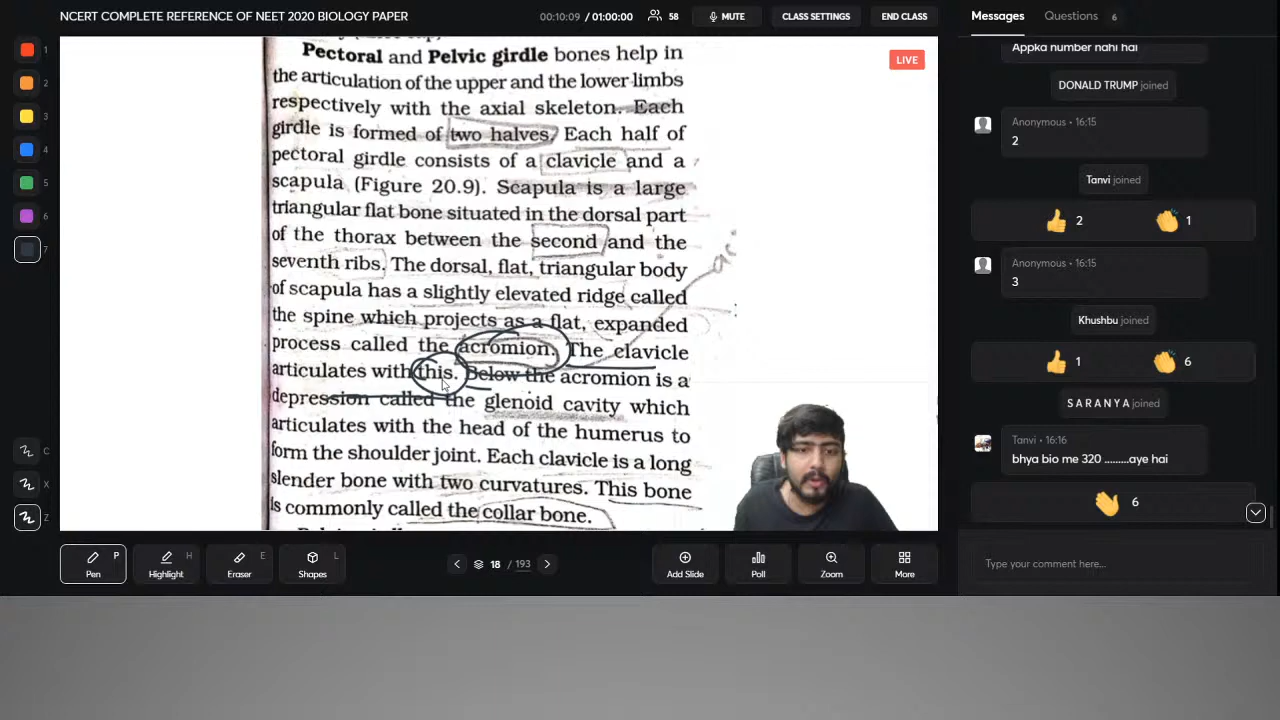 NCERT COMPLETE REFERENCE OF NEET 2020 BIOLOGY PAPER
00:10:09 / 01:00:00
58
MUTE
CLASS SETTINGS
END CLASS
1
2
3
4
5
6
7
C
X
Z
LIVE
Pectoral and Pelvic girdle bones help in
the articulation of the upper and the lower limbs
respectively with the axial skeleton. Each
girdle is formed of two halves. Each half of
pectoral girdle consists of a clavicle and a
scapula (Figure 20.9). Scapula is a large
triangular flat bone situated in the dorsal part
of the thorax between the second and the
seventh ribs. The dorsal, flat, triangular body
of scapula has a slightly elevated ridge called
the spine which projects as a flat, expanded
process called the acromion. The clavicle
articulates with this. Below the acromion is a
depression called the glenoid cavity which
articulates with the head of the humerus to
form the shoulder joint. Each clavicle is a long
slender bone with two curvatures. This bone
is commonly called the collar bone.
Pen P
Highlight H
Eraser E
Shapes L
18 / 193
Add Slide
Poll
Zoom
More
Messages
Questions 6
Appka number nahi hai
DONALD TRUMP joined
Anonymous • 16:15
2
Tanvi joined
2
1
Anonymous • 16:15
3
Khushbu joined
1
6
S A R A N Y A joined
Tanvi • 16:16
bhya bio me 320 .........aye hai
6
Type your comment here...